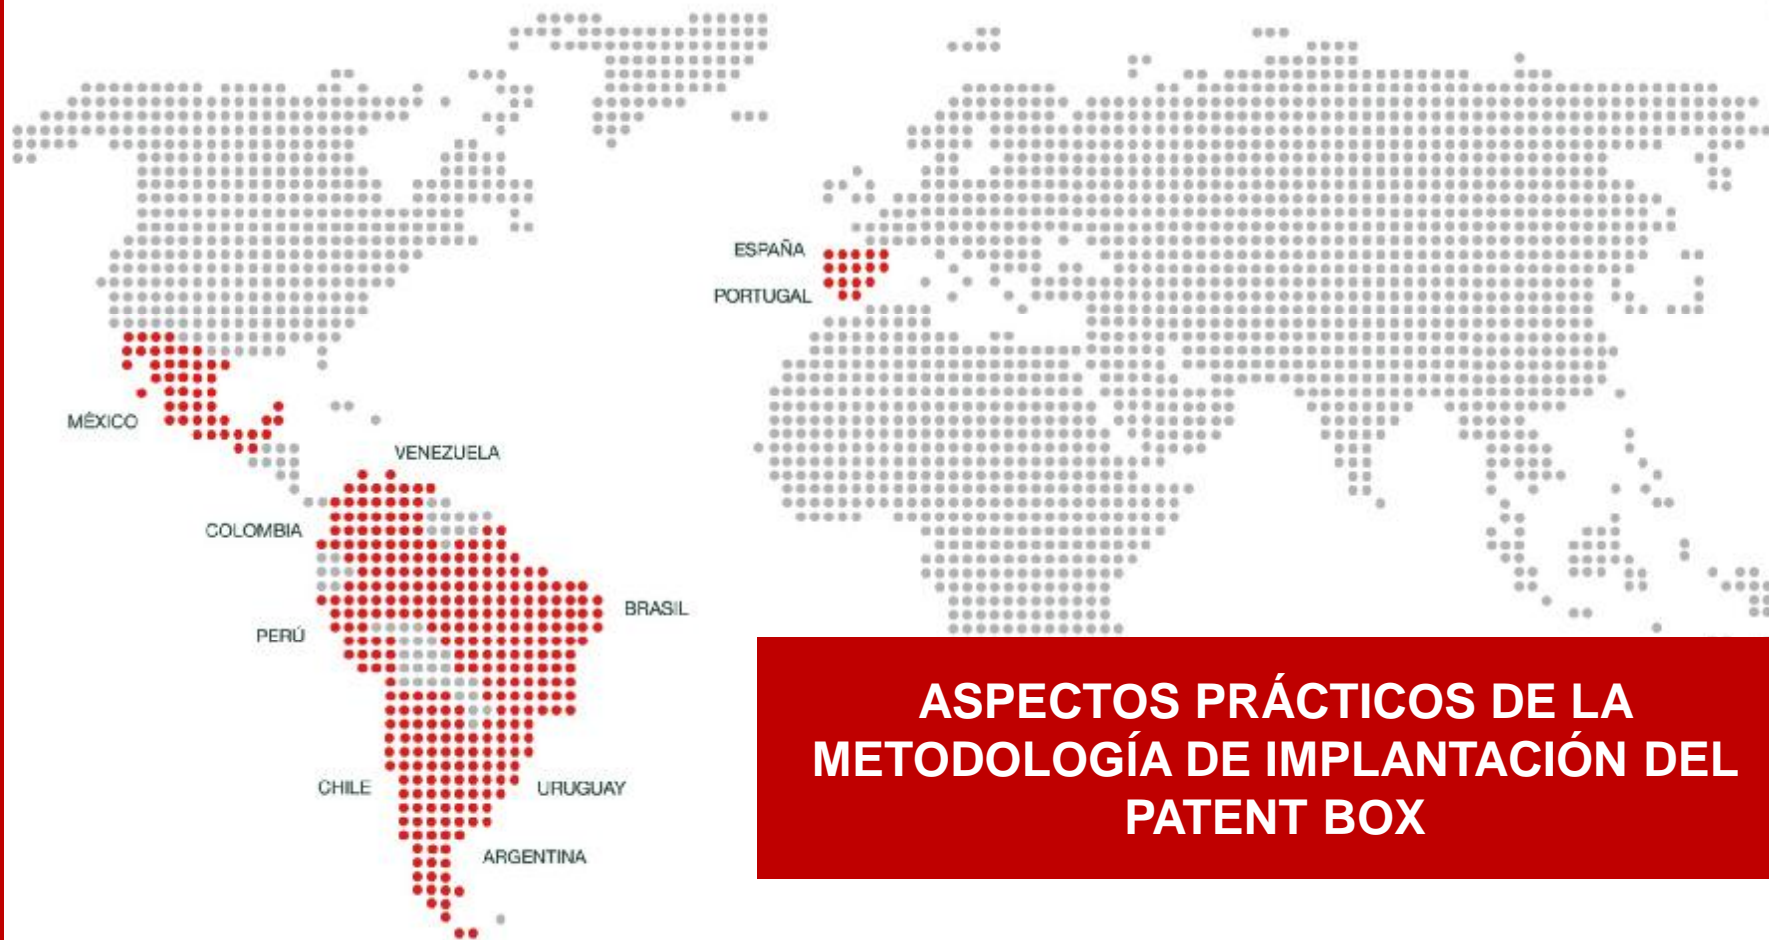 ESPAÑA
PORTUGAL
MÉXICO
VENEZUELA
COLOMBIA
BRASIL
PERÚ
CHILE
URUGUAY
ARGENTINA
ASPECTOS PRÁCTICOS DE LA
METODOLOGÍA DE IMPLANTACIÓN DEL
PATENT BOX